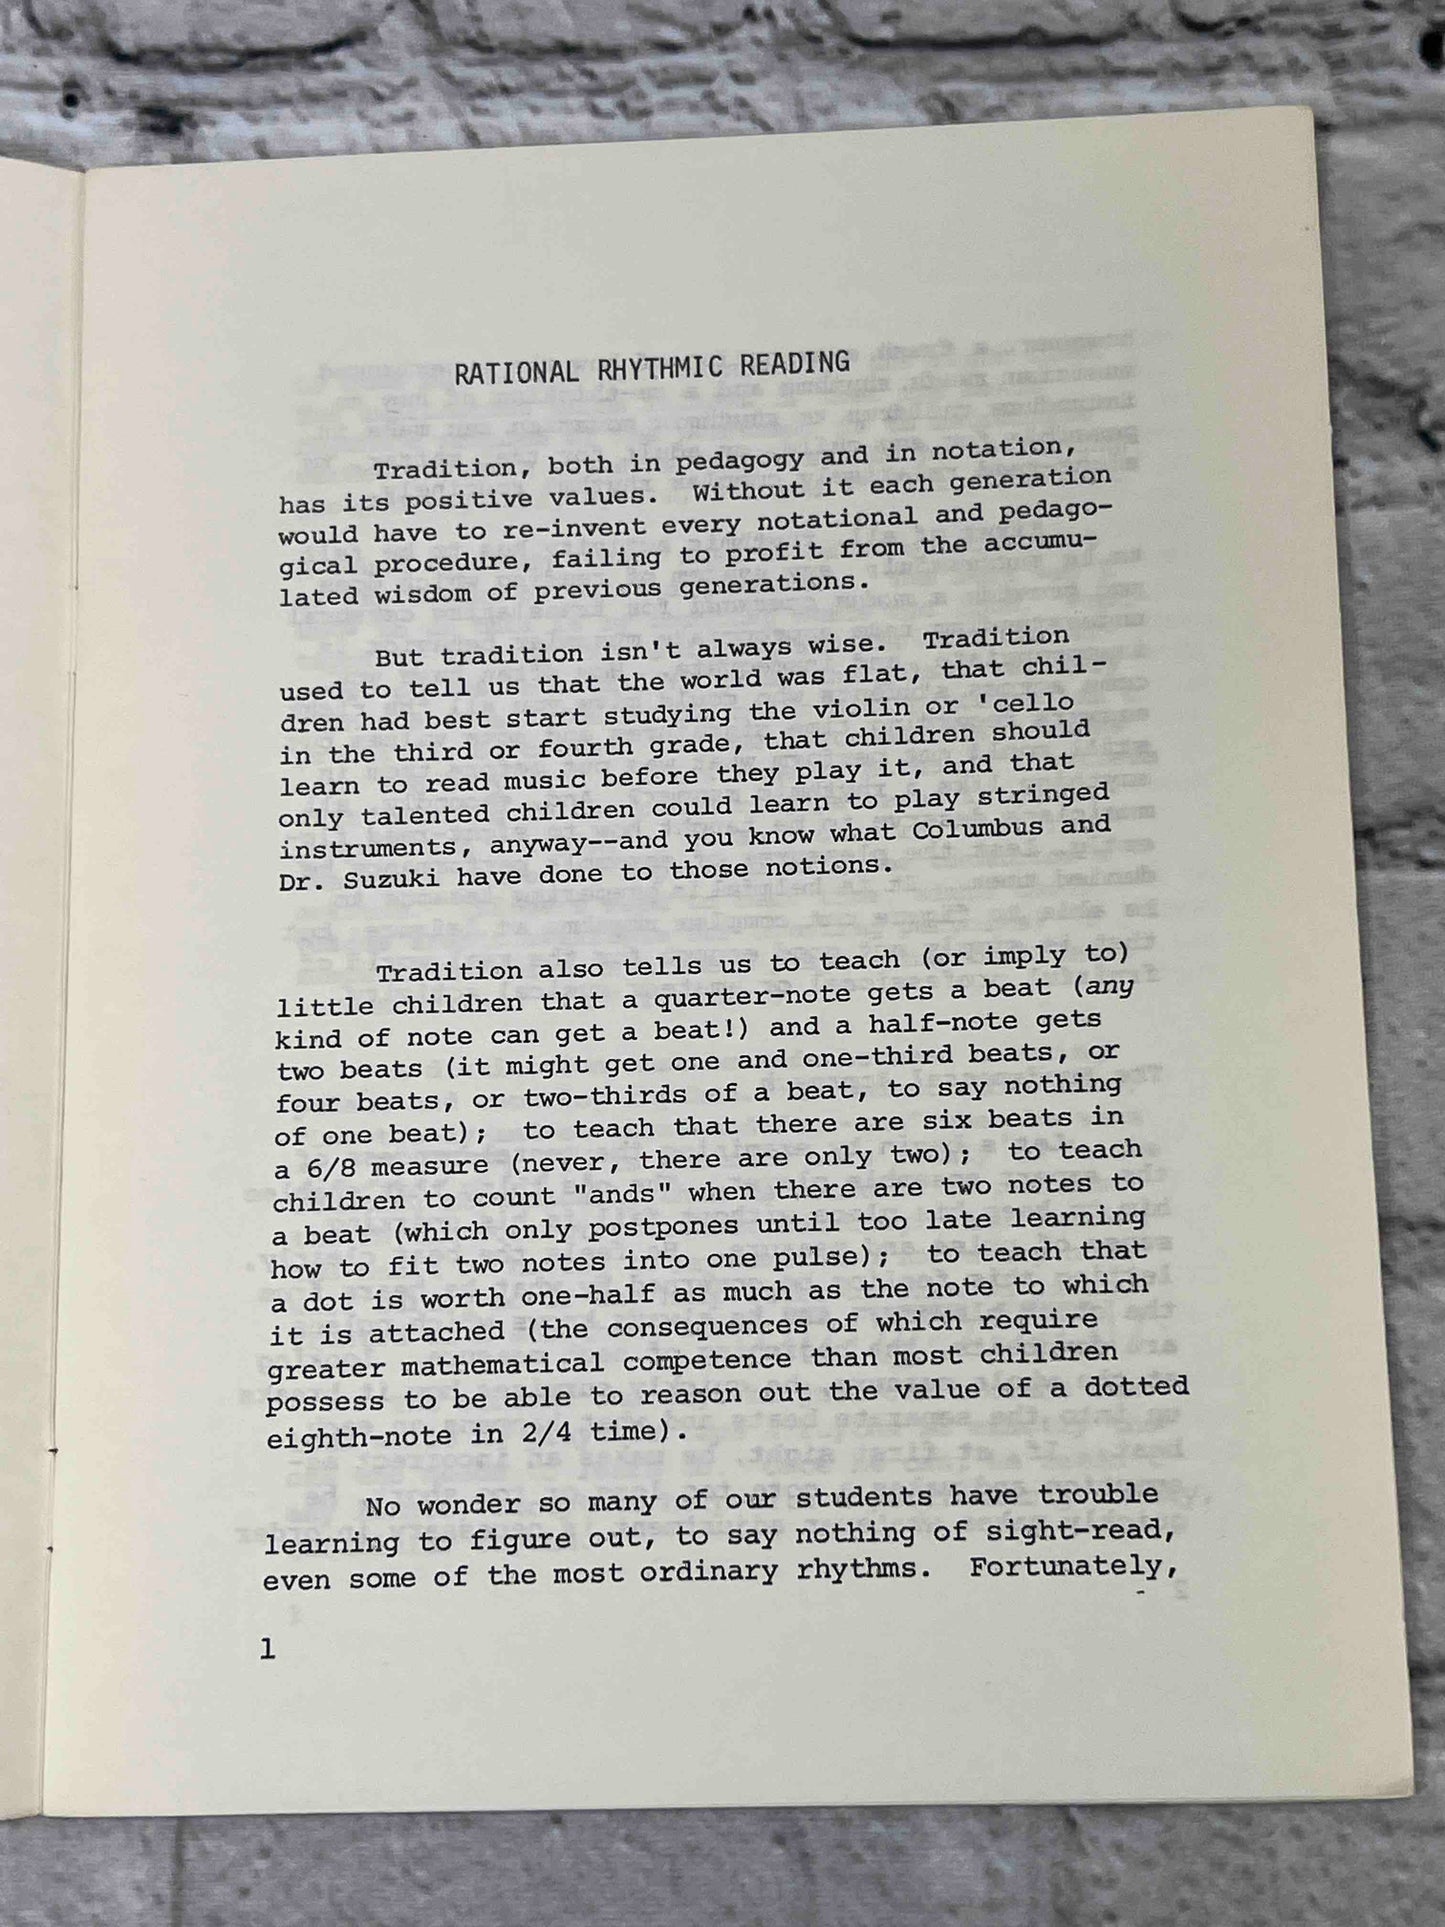 RATIONAL RHYTHMIC READING
Tradition, both in pedagogy and in notation,
has its positive values. Without it each generation
would have to re-invent every notational and pedago-
gical procedure, failing to profit from the accumu-
lated wisdom of previous generations.
But tradition isn't always wise. Tradition
used to tell us that the world was flat, that chil-
dren had best start studying the violin or 'cello
in the third or fourth grade, that children should
learn to read music before they play it, and that
only talented children could learn to play stringed
instruments, anyway--and you know what Columbus and
Dr. Suzuki have done to those notions.
Tradition also tells us to teach (or imply to)
little children that a quarter-note gets a beat (any
kind of note can get a beat!) and a half-note gets
two beats (it might get one and one-third beats, or
four beats, or two-thirds of a beat, to say nothing
of one beat); to teach that there are six beats in
a 6/8 measure (never, there are only two); to teach
children to count "ands" when there are two notes to
a beat (which only postpones until too late learning
how to fit two notes into one pulse); to teach that
a dot is worth one-half as much as the note to which
it is attached (the consequences of which require
greater mathematical competence than most children
possess to be able to reason out the value of a dotted
eighth-note in 2/4 time).
No wonder so many of our students have trouble
learning to figure out, to say nothing of sight-read,
even some of the most ordinary rhythms. Fortunately,
1